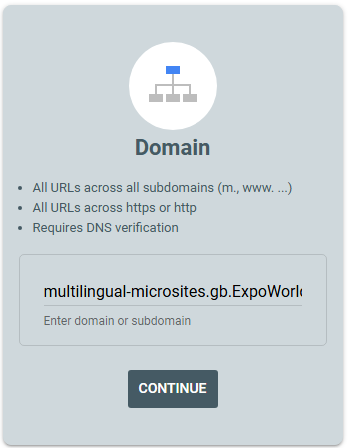 Domain
All URLs across all subdomains (m., www. ...)
All URLs across https or http
Requires DNS verification
multilingual-microsites.gb.ExpoWorl
Enter domain or subdomain
CONTINUE